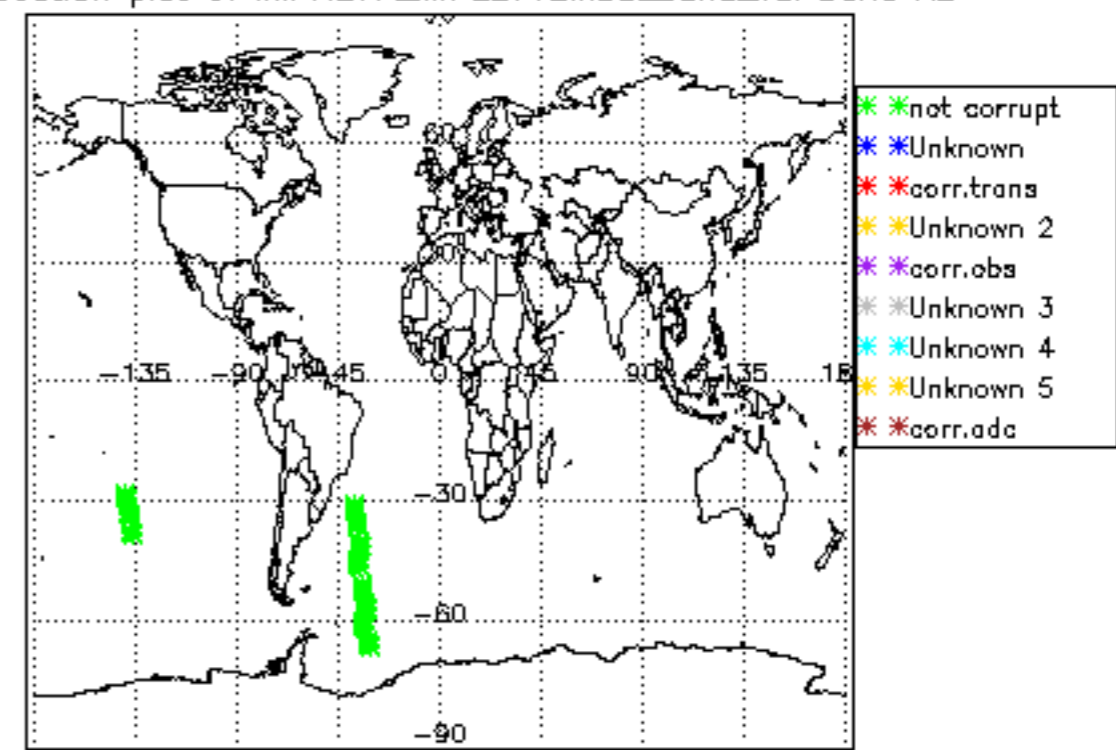 not corrupt
Unknown
corr.trans
Unknown 2
corr.obs
Unknown 3
Unknown 4
Unknown 5
corr.adc
60
-135 -90 45 0 45 90 135
-30
-60
-90